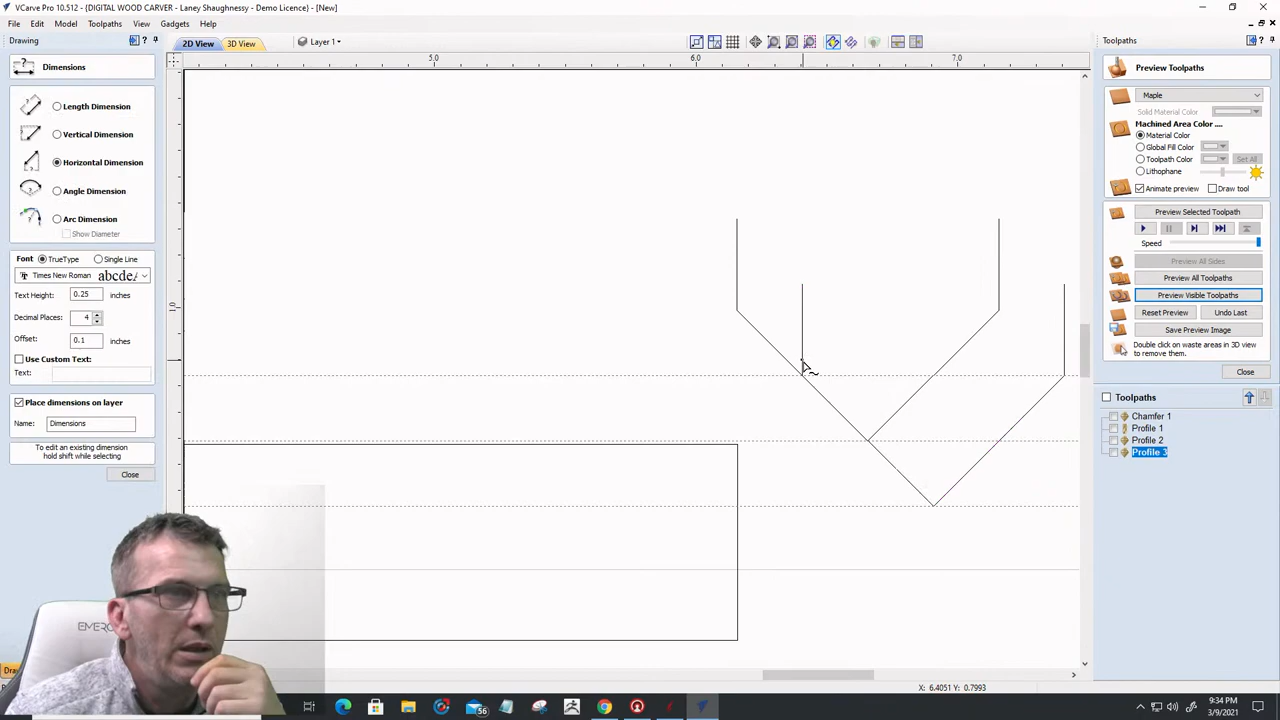 VCarve Pro 10.512 - {DIGITAL WOOD CARVER - Laney Shaughnessy - Demo Licence} - [New]
File Edit Model Toolpaths View Gadgets Help
Drawing
2D View 3D View Layer 1
Toolpaths
Dimensions
Length Dimension
Vertical Dimension
Horizontal Dimension
Angle Dimension
Arc Dimension
Show Diameter
Font TrueType Single Line
Times New Roman abcdeA
Text Height: 0.25 inches
Decimal Places: 4
Offset: 0.1 inches
Use Custom Text:
Text:
Place dimensions on layer
Name: Dimensions
To edit an existing dimension
hold shift while selecting
Close
5.0 6.0 7.0
Preview Toolpaths
Maple
Solid Material Color
Machined Area Color ....
Material Color
Global Fill Color
Toolpath Color Set All
Lithophane
Animate preview Draw tool
Preview Selected Toolpath
Speed
Preview All Sides
Preview All Toolpaths
Preview Visible Toolpaths
Reset Preview Undo Last
Save Preview Image
Double click on waste areas in 3D view
to remove them.
Close
Toolpaths
Chamfer 1
Profile 1
Profile 2
Profile 3
X: 6.4051 Y: 0.7993
56
9:34 PM
3/9/2021